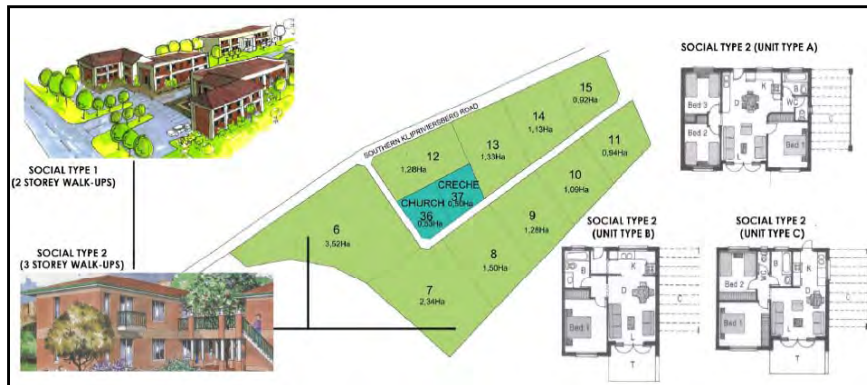 SOCIAL TYPE 1
(2 STOREY WALK-UPS)
SOCIAL TYPE 2
(3 STOREY WALK-UPS)
SOUTHERN KLIPRIVIERSBERG ROAD
15
0,92Ha
14
1,13Ha
13
1,33Ha
12
1,28Ha
11
0,94Ha
10
1,09Ha
9
1,28Ha
8
1,50Ha
7
2,34Ha
6
3,52Ha
CRECHE
37
0,50Ha
CHURCH
36
0,53Ha
SOCIAL TYPE 2 (UNIT TYPE A)
Bed 3
K
B
WC
D
C
Bed 2
L
Bed 1
SOCIAL TYPE 2
(UNIT TYPE B)
B
K
D
C
Bed 1
L
T
SOCIAL TYPE 2
(UNIT TYPE C)
Bed 2
WC
B
K
D
C
Bed 1
L
T